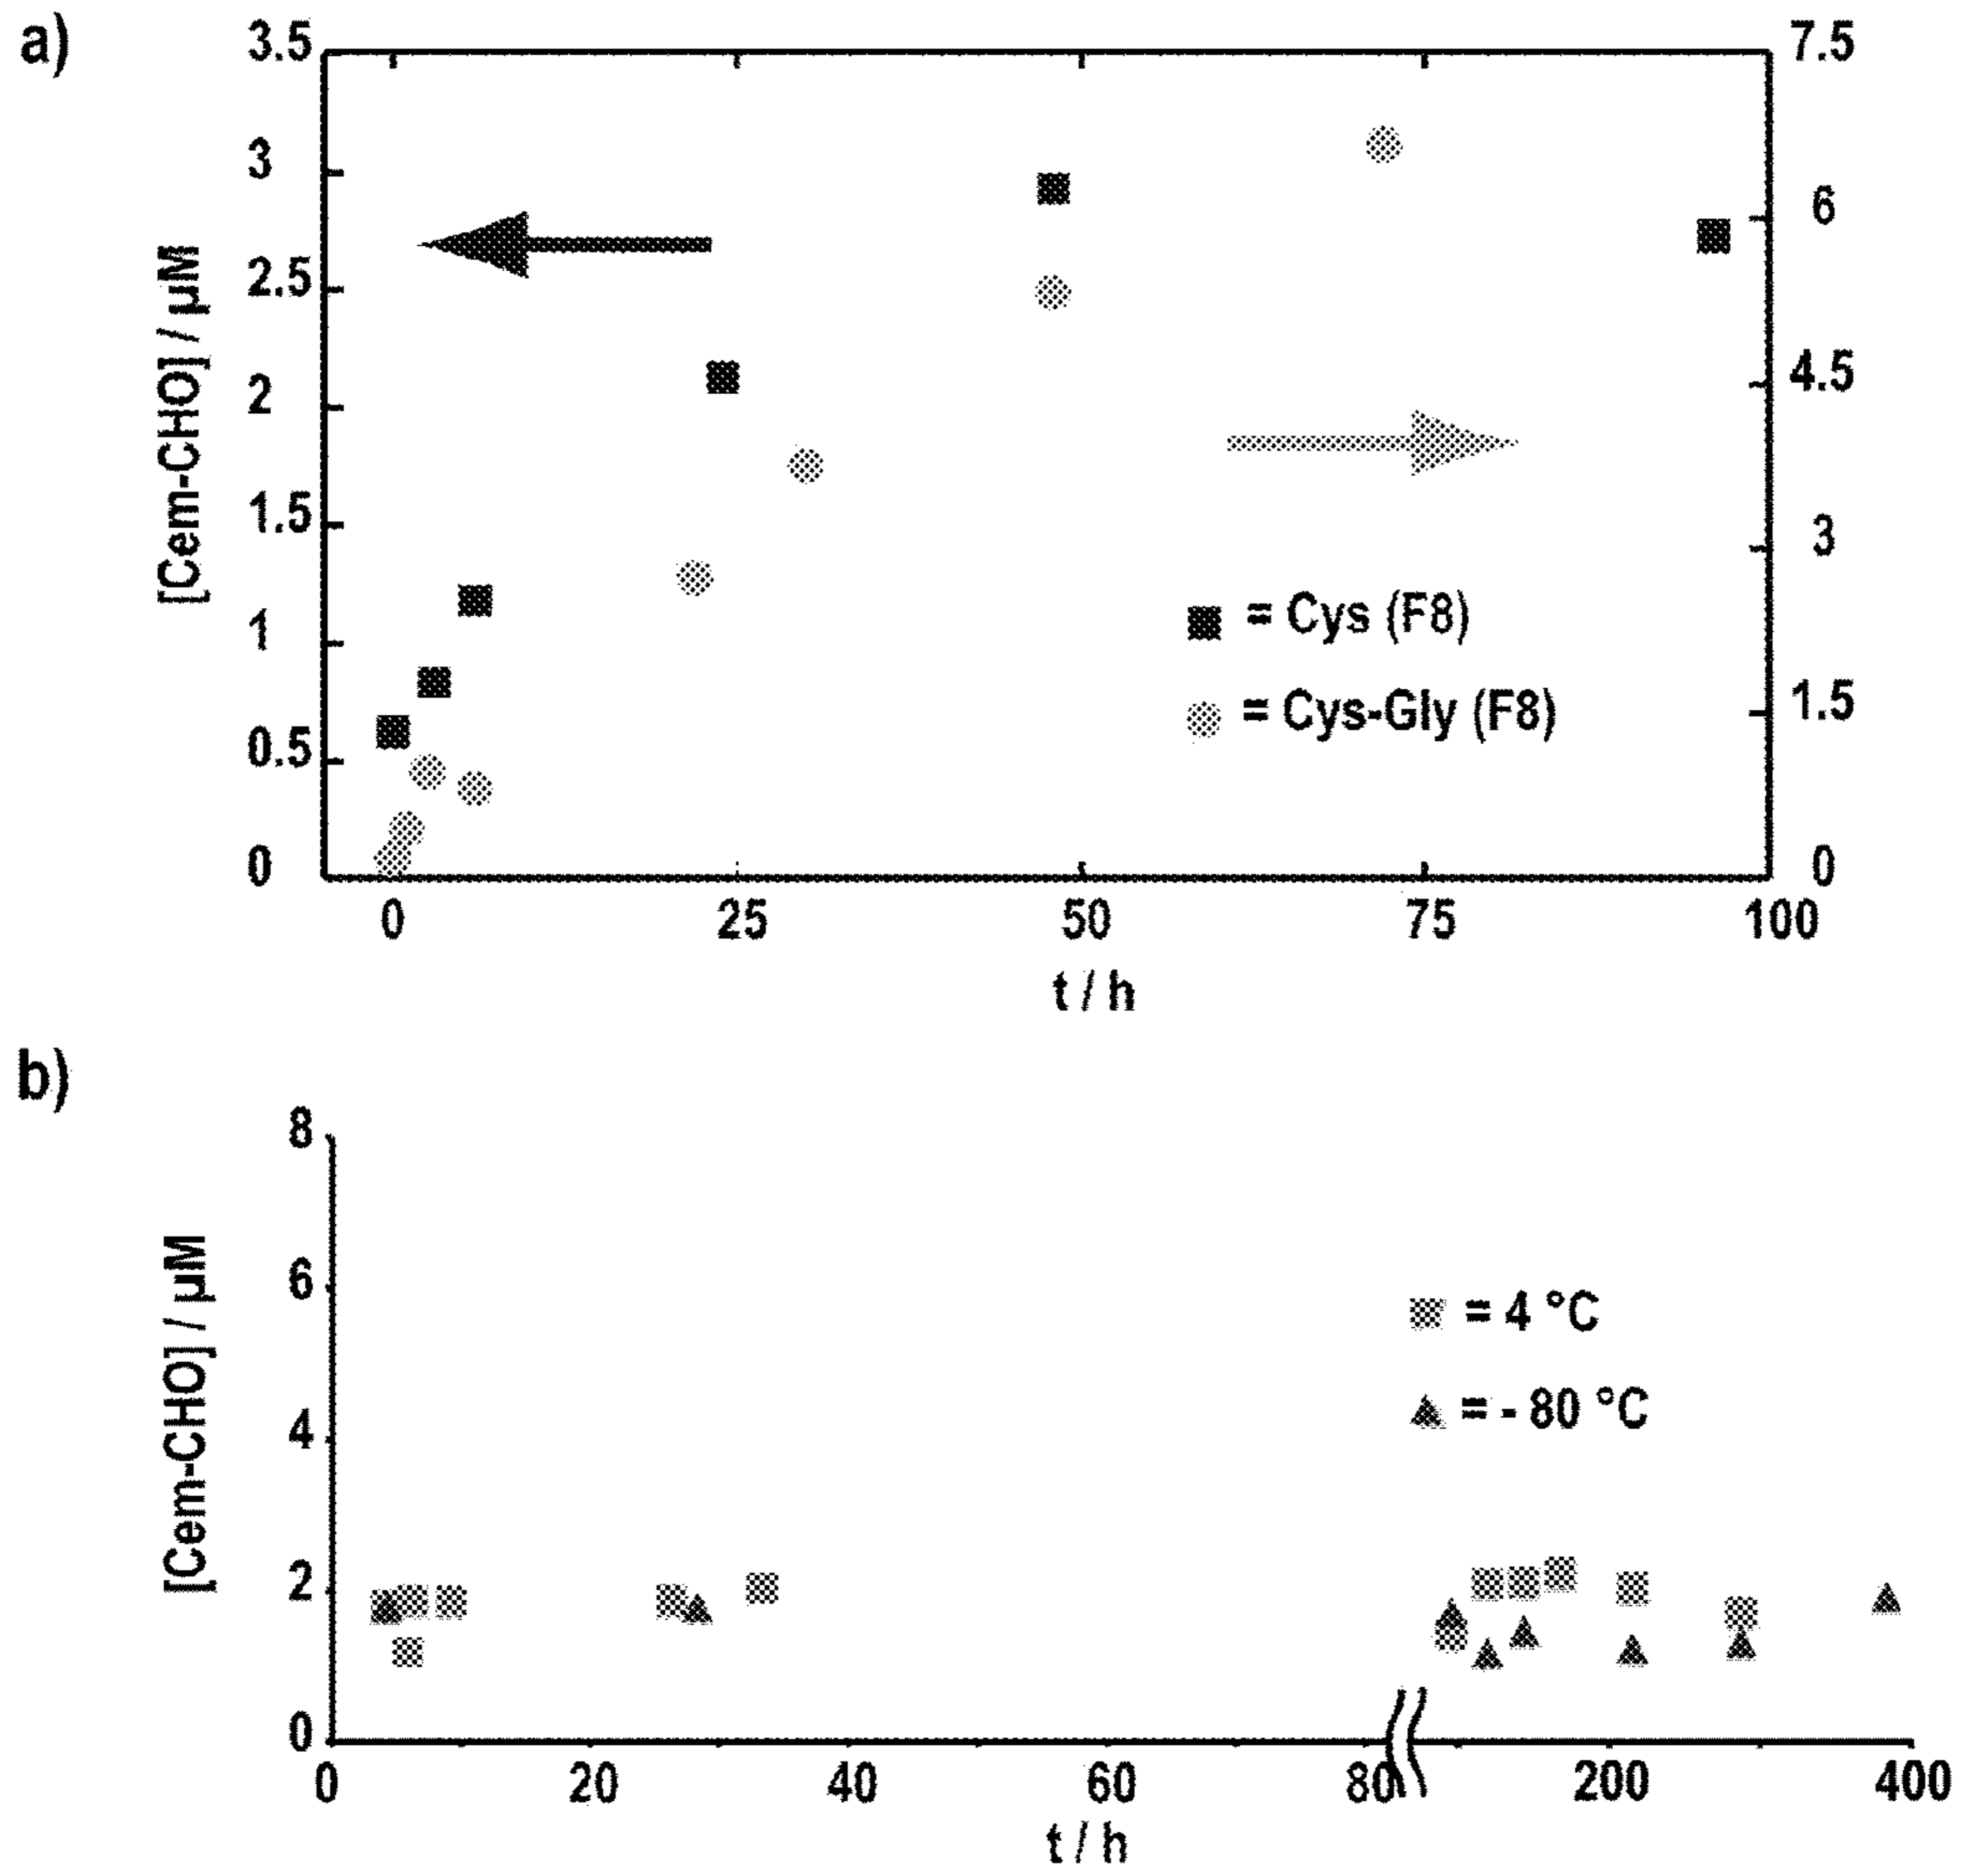 a)
3.5
3
2.5
2
1.5
1
0.5
0
[Cem-CHO] / µM
7.5
6
4.5
3
1.5
0
= Cys (F8)
= Cys-Gly (F8)
0 25 50 75 100
t / h
b)
8
6
4
2
0
[Cem-CHO] / µM
= 4 °C
= - 80 °C
0 20 40 60 80 200 400
t / h